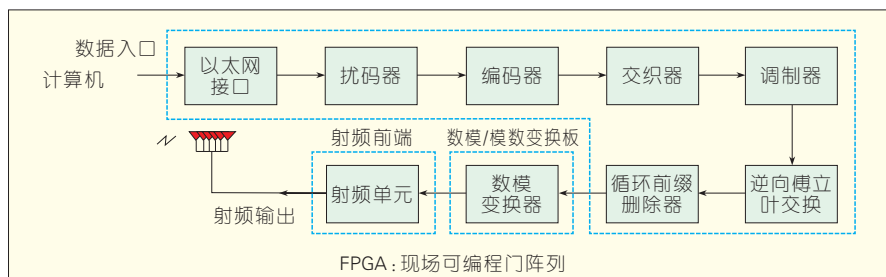 数据入口
计算机
以太网
接口
扰码器
编码器
交织器
调制器
射频前端
数模/模数变换板
射频单元
数模
变换器
循环前缀
删除器
逆向傅立
叶交换
射频输出
FPGA:现场可编程门阵列